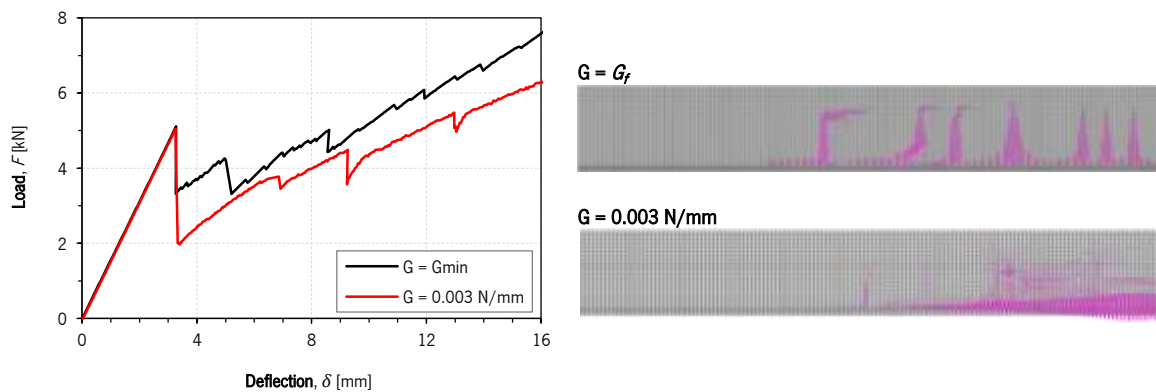 8
6
4
2
0
Load, F [kN]
0 4 8 12 16
Deflection, δ [mm]
G = Gmin
G = 0.003 N/mm
G = Gf
G = 0.003 N/mm